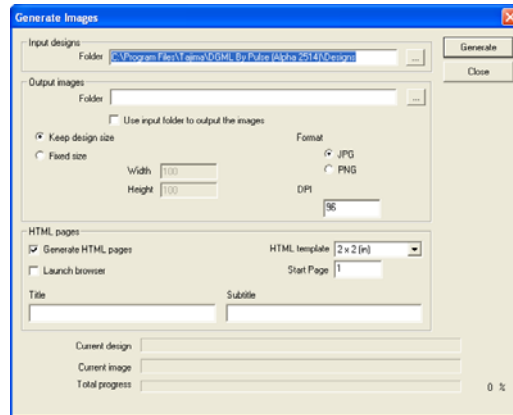 Generate Images
Input designs
Folder C:\Program Files\Tajima\DGML By Pulse (Alpha 2514)\Designs ...
Generate
Close
Output images
Folder ...
Use input folder to output the images
Keep design size
Fixed size
Width 100
Height 100
Format
JPG
PNG
DPI
96
HTML pages
Generate HTML pages
HTML template 2 x 2 (in)
Launch browser
Start Page 1
Title
Subtitle
Current design
Current image
Total progress
0 %